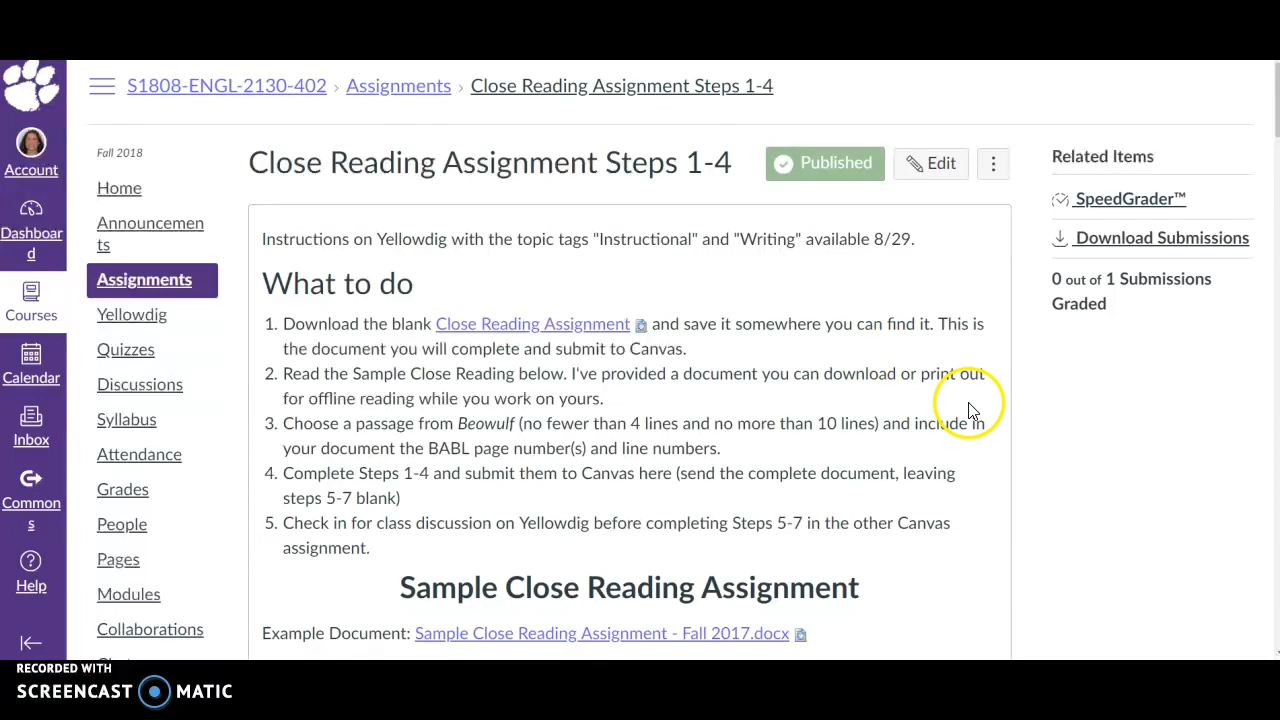 S1808-ENGL-2130-402 › Assignments › Close Reading Assignment Steps 1-4
Account
Dashboar
d
Courses
Calendar
Inbox
Common
s
Help
Fall 2018
Home
Announcemen
ts
Assignments
Yellowdig
Quizzes
Discussions
Syllabus
Attendance
Grades
People
Pages
Modules
Collaborations
Close Reading Assignment Steps 1-4
Published
Edit
Instructions on Yellowdig with the topic tags "Instructional" and "Writing" available 8/29.
What to do
1. Download the blank Close Reading Assignment and save it somewhere you can find it. This is
the document you will complete and submit to Canvas.
2. Read the Sample Close Reading below. I've provided a document you can download or print out
for offline reading while you work on yours.
3. Choose a passage from Beowulf (no fewer than 4 lines and no more than 10 lines) and include in
your document the BABL page number(s) and line numbers.
4. Complete Steps 1-4 and submit them to Canvas here (send the complete document, leaving
steps 5-7 blank)
5. Check in for class discussion on Yellowdig before completing Steps 5-7 in the other Canvas
assignment.
Sample Close Reading Assignment
Example Document: Sample Close Reading Assignment - Fall 2017.docx
Related Items
SpeedGrader™
Download Submissions
0 out of 1 Submissions
Graded
RECORDED WITH
SCREENCAST MATIC